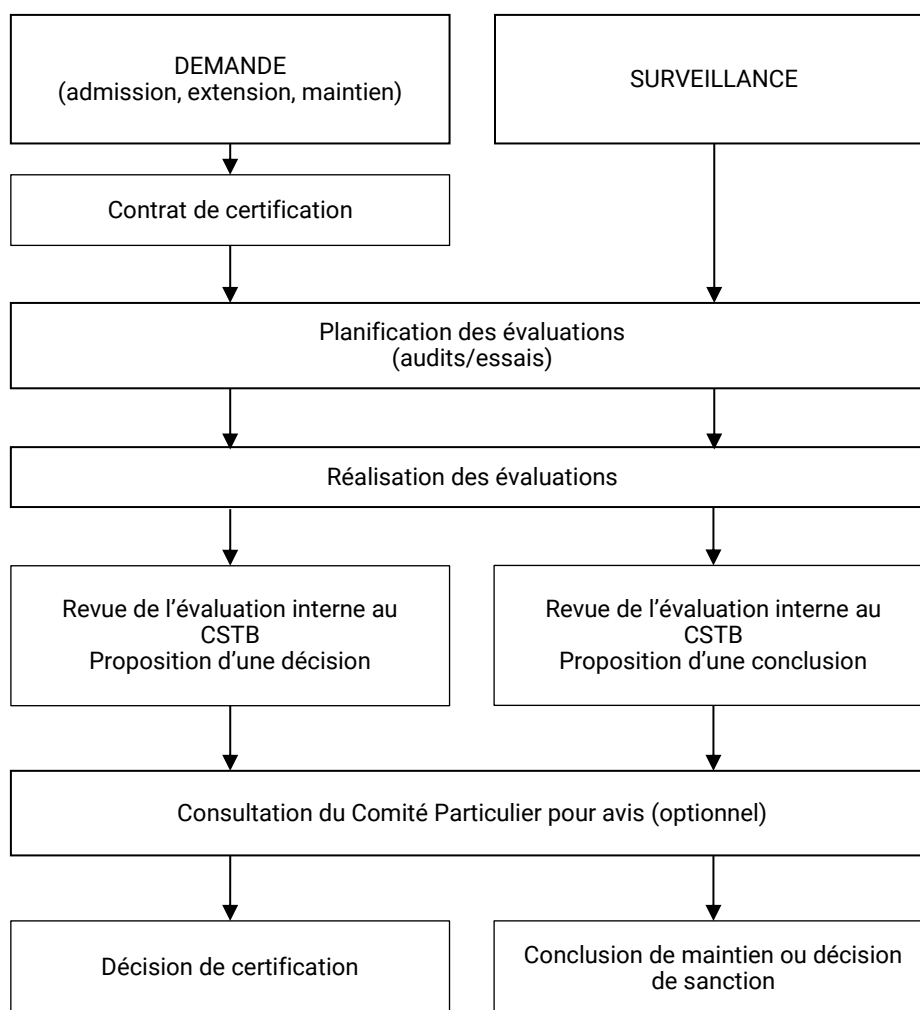 DEMANDE
(admission, extension, maintien)
SURVEILLANCE
Contrat de certification
Planification des évaluations
(audits/essais)
Réalisation des évaluations
Revue de l’évaluation interne au
CSTB
Proposition d’une décision
Revue de l’évaluation interne au
CSTB
Proposition d’une conclusion
Consultation du Comité Particulier pour avis (optionnel)
Décision de certification
Conclusion de maintien ou décision
de sanction